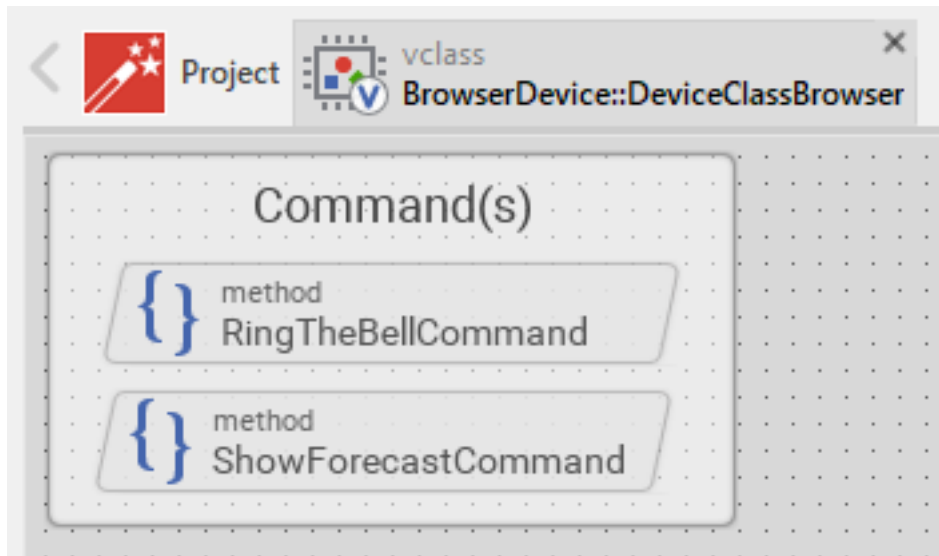 Project
vclass
BrowserDevice::DeviceClassBrowser
Command(s)
{} method
RingTheBellCommand
{} method
ShowForecastCommand